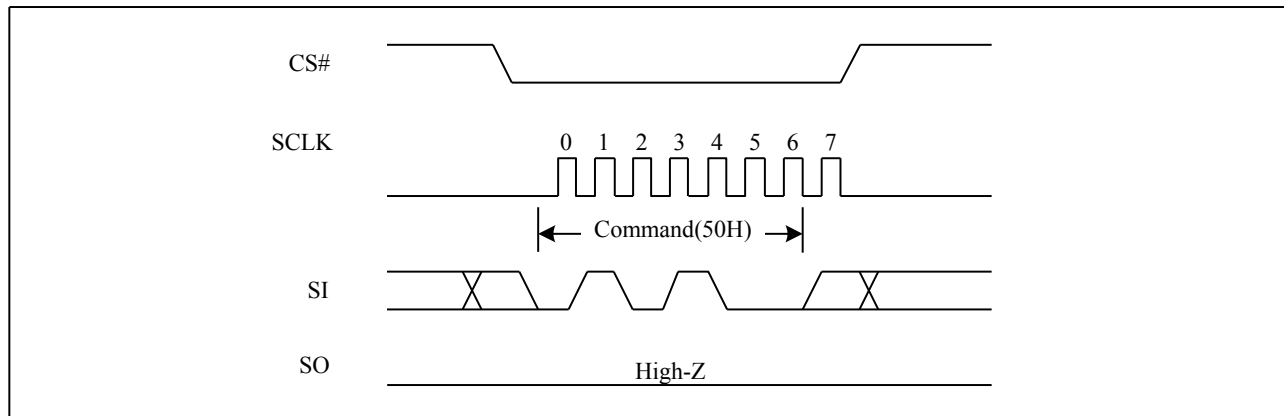 CS#
SCLK
0 1 2 3 4 5 6 7
Command(50H)
SI
SO
High-Z